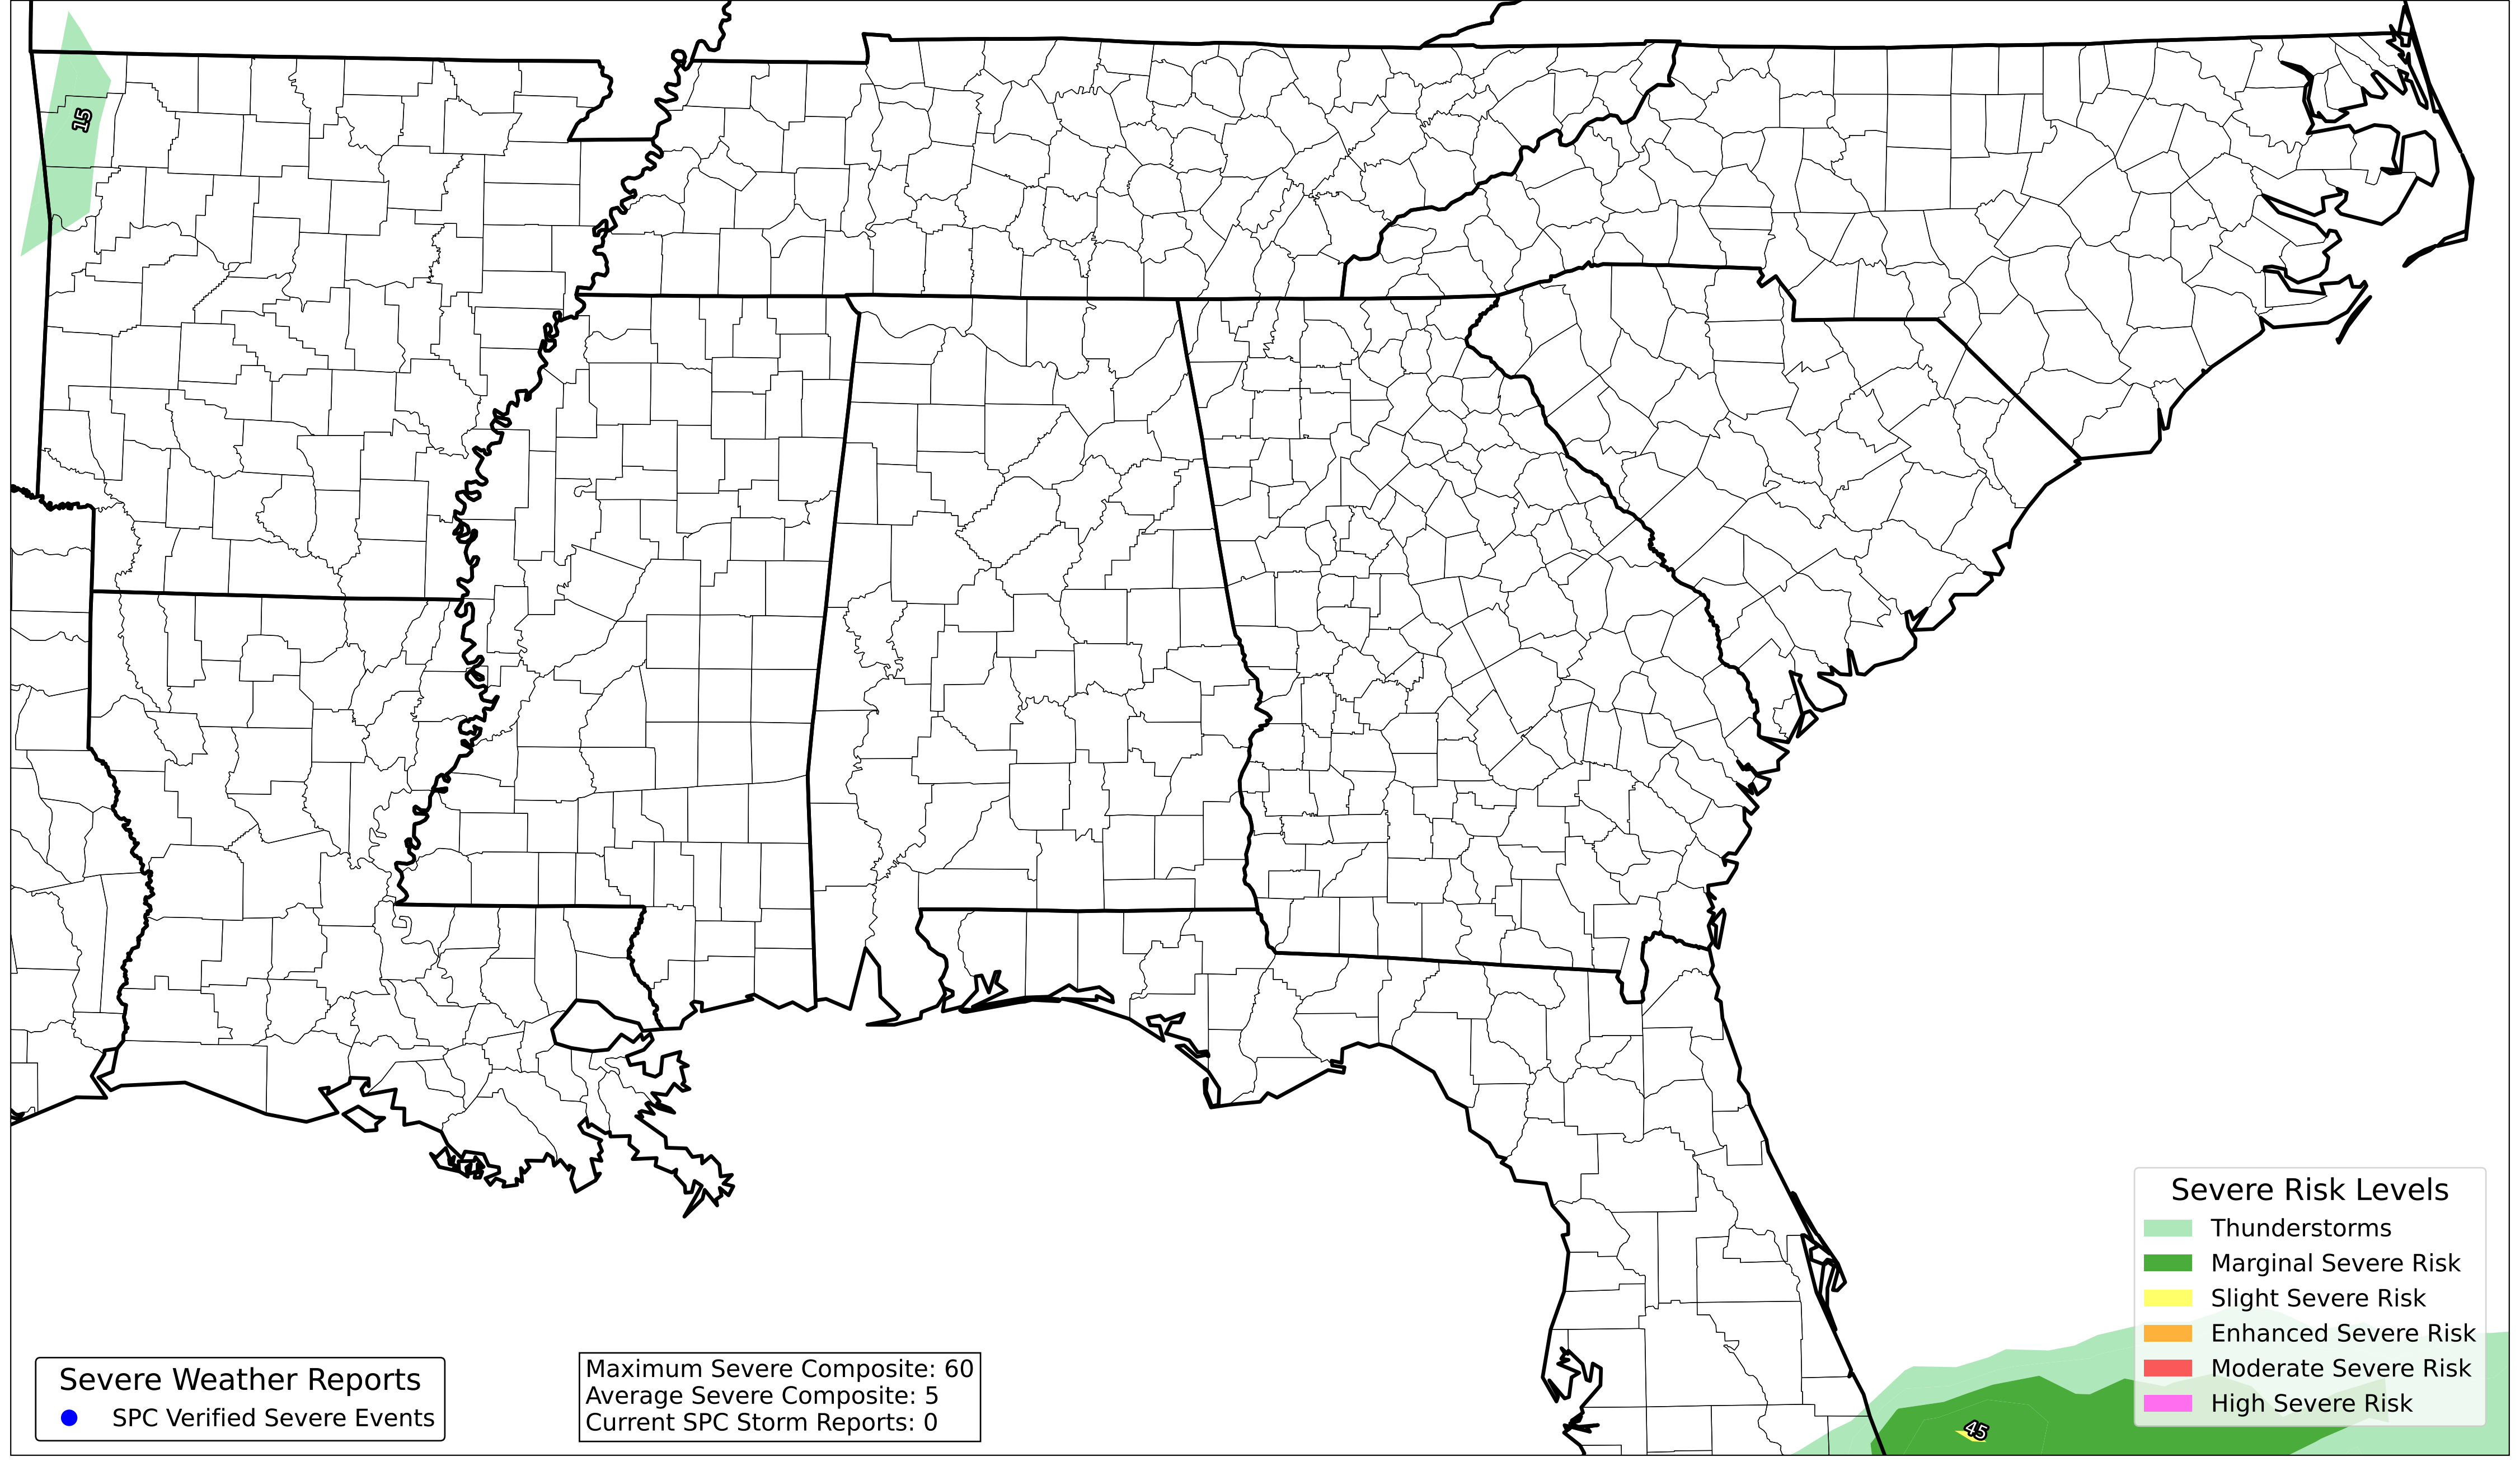 15
Severe Risk Levels
Thunderstorms
Marginal Severe Risk
Slight Severe Risk
Enhanced Severe Risk
Moderate Severe Risk
High Severe Risk
Severe Weather Reports
SPC Verified Severe Events
Maximum Severe Composite: 60
Average Severe Composite: 5
Current SPC Storm Reports: 0
45